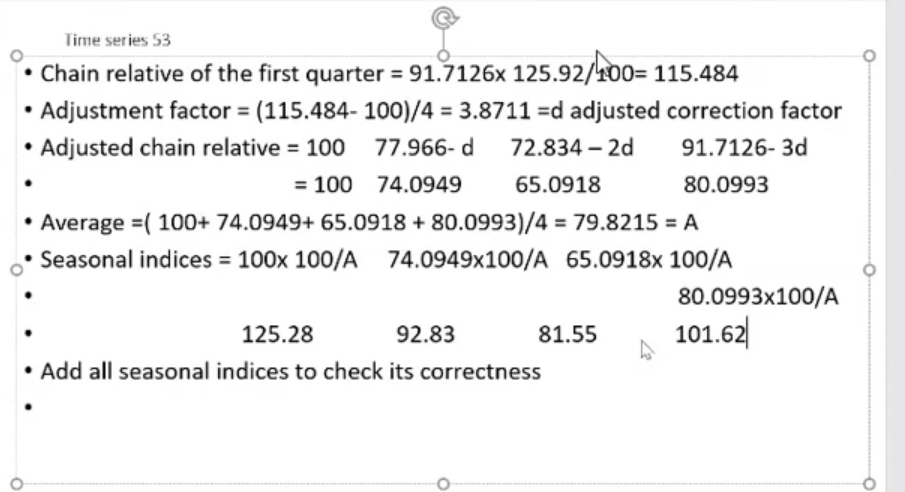 Time series 53
• Chain relative of the first quarter = 91.7126x 125.92/100= 115.484
• Adjustment factor = (115.484- 100)/4 = 3.8711 =d adjusted correction factor
• Adjusted chain relative = 100 77.966- d 72.834 – 2d 91.7126- 3d
• = 100 74.0949 65.0918 80.0993
• Average =( 100+ 74.0949+ 65.0918 + 80.0993)/4 = 79.8215 = A
• Seasonal indices = 100x 100/A 74.0949x100/A 65.0918x 100/A
• 80.0993x100/A
• 125.28 92.83 81.55 101.62
• Add all seasonal indices to check its correctness
•